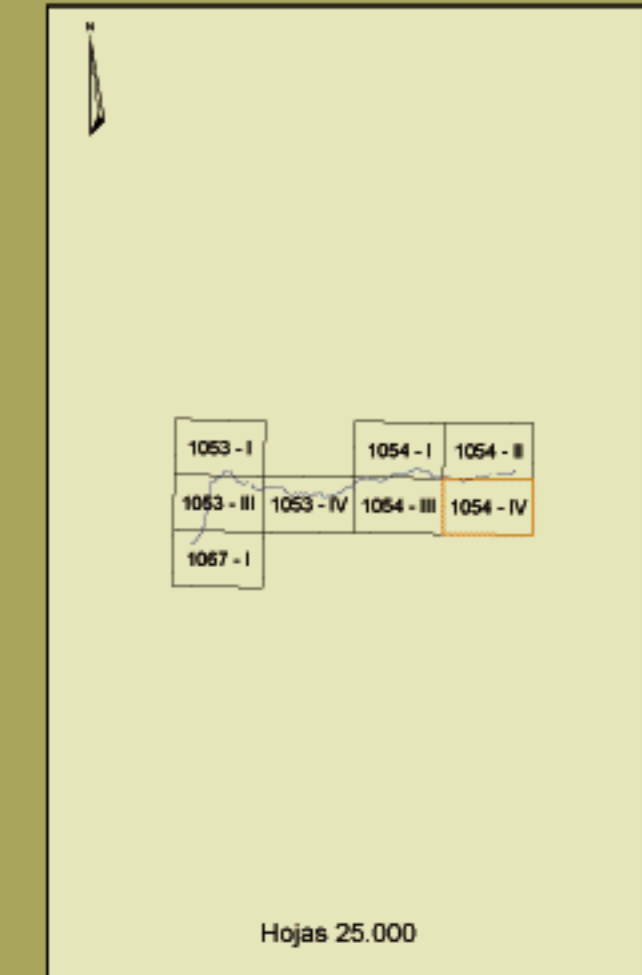 N
1053 - I
1054 - I
1054 - II
1053 - III
1053 - IV
1054 - III
1054 - IV
1067 - I
Hojas 25.000